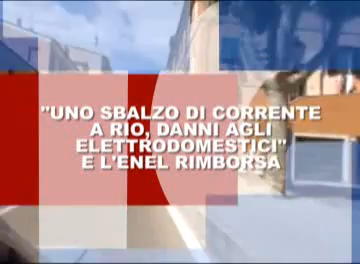 "UNO SBALZO DI CORRENTE
A RIO, DANNI AGLI
ELETTRODOMESTICI"
E L'ENEL RIMBORSA